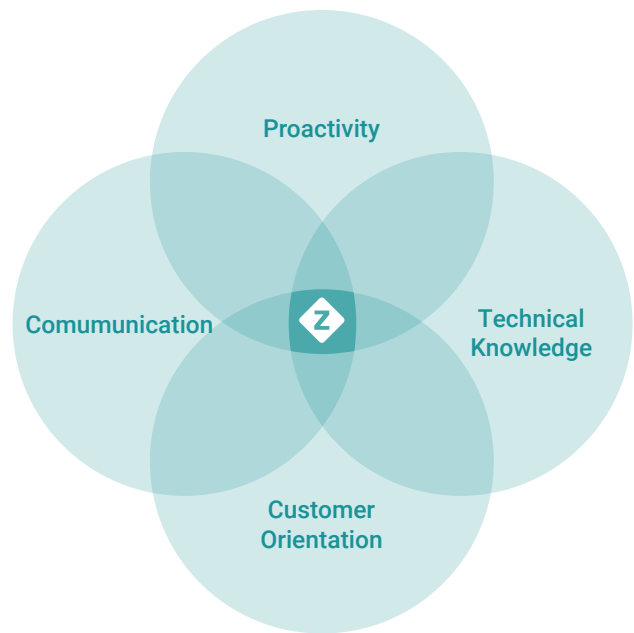 Proactivity
Comumunication
Z
Technical
Knowledge
Customer
Orientation